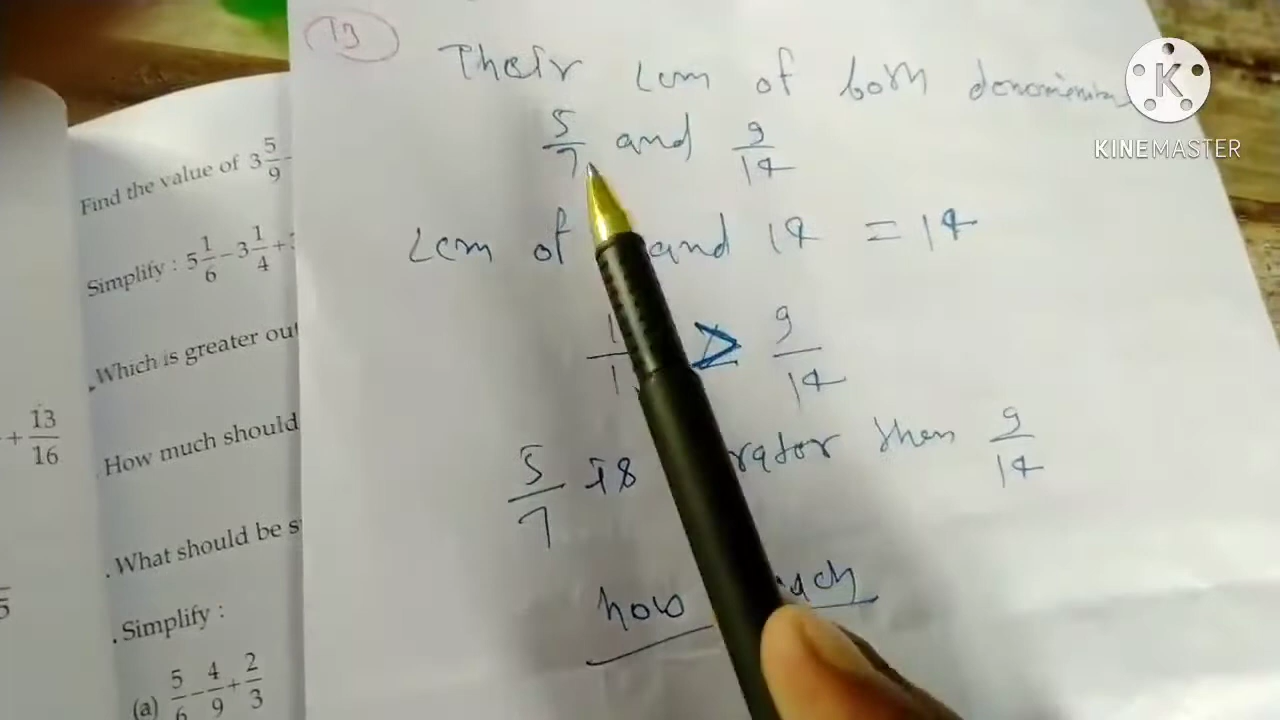 13
Their Lcm of both
5/7 and 9/14
Lcm of and 14 = 14
> 9/14
5/7 is then 9/14
how
KINEMASTER
Find the value of 3 5/9 -
Simplify : 5 1/6 - 3 1/4 +
Which is greater
+ 13/16
How much should
What should be
5
Simplify :
(a) 5/6 - 4/9 + 2/3